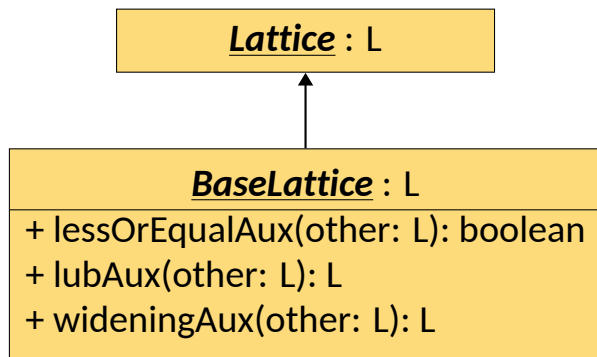 Lattice : L
BaseLattice : L
+ lessOrEqualAux(other: L): boolean
+ lubAux(other: L): L
+ wideningAux(other: L): L